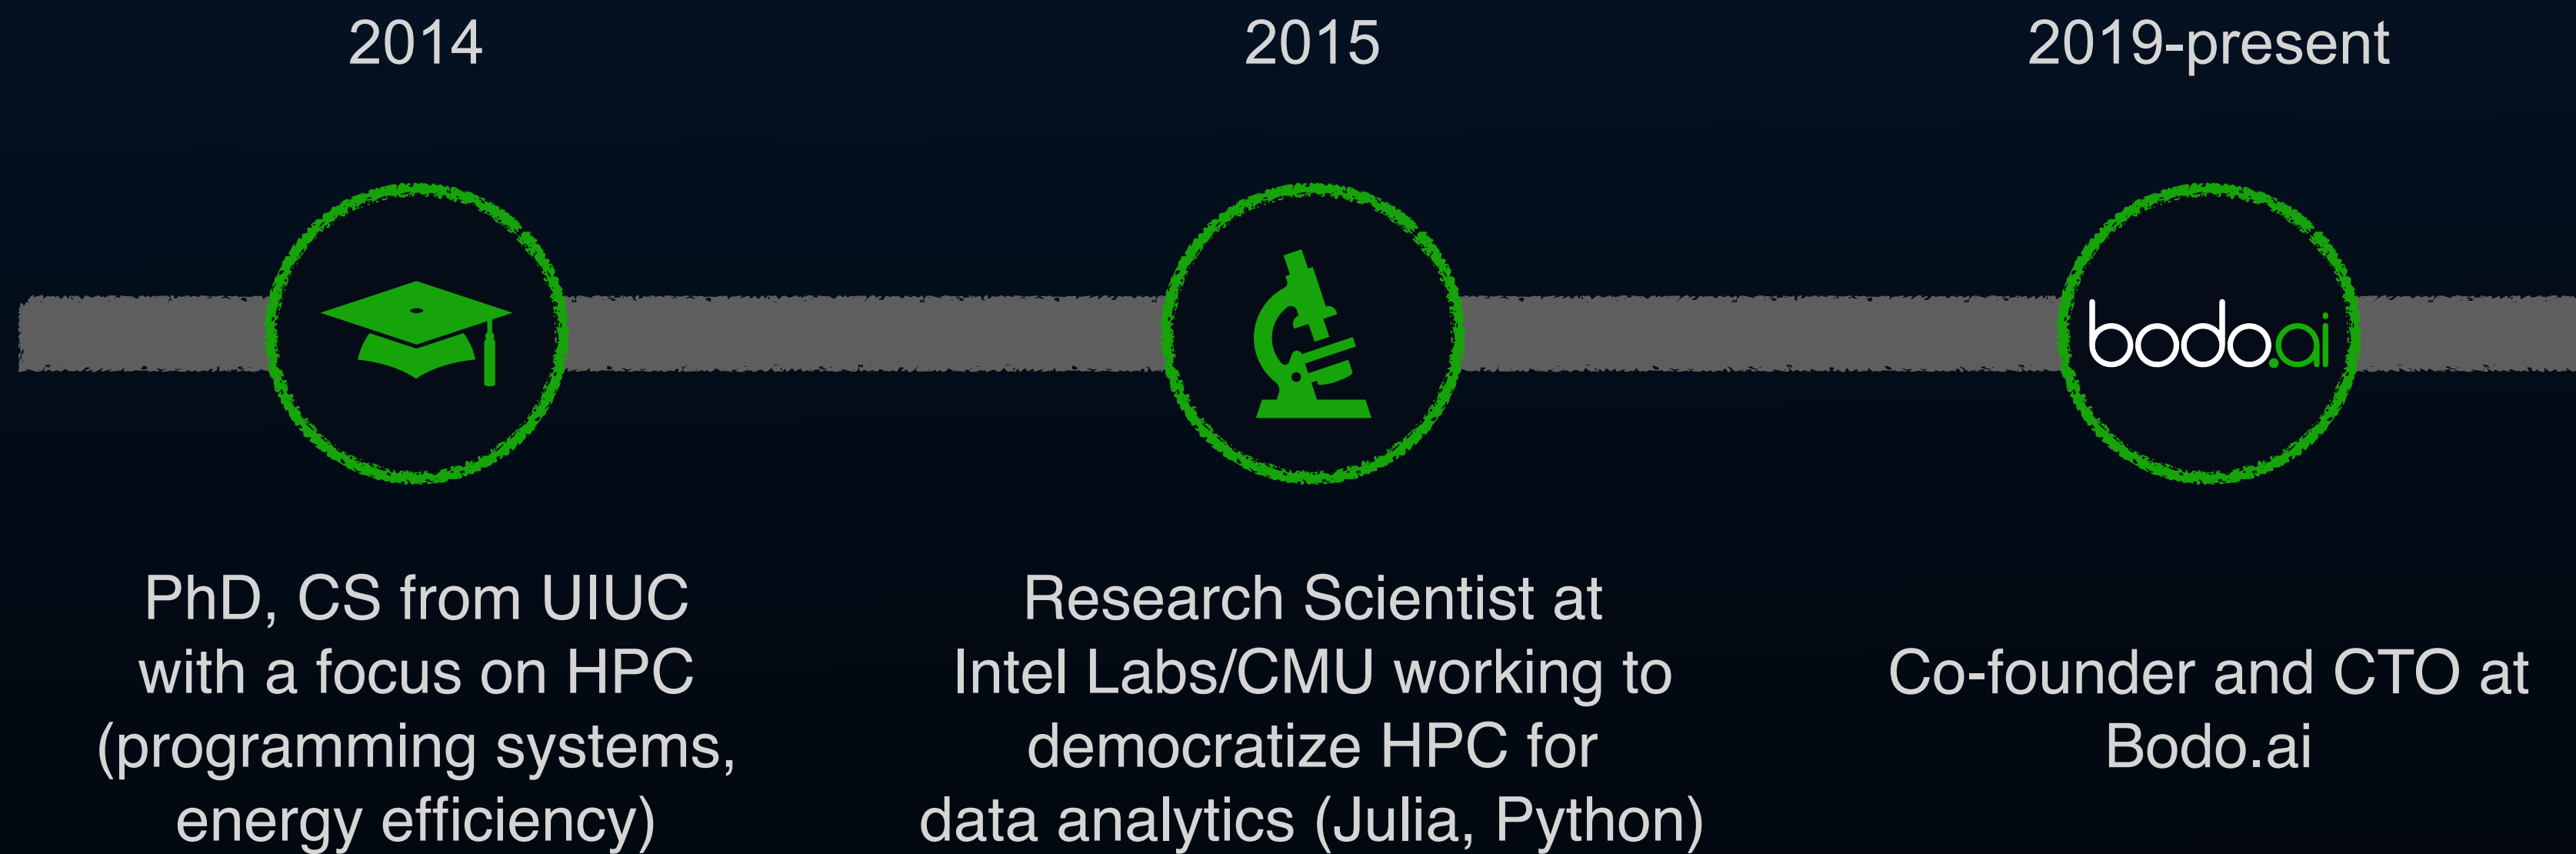 2014
2015
2019-present
bodo.ai
PhD, CS from UIUC
with a focus on HPC
(programming systems,
energy efficiency)
Research Scientist at
Intel Labs/CMU working to
democratize HPC for
data analytics (Julia, Python)
Co-founder and CTO at
Bodo.ai